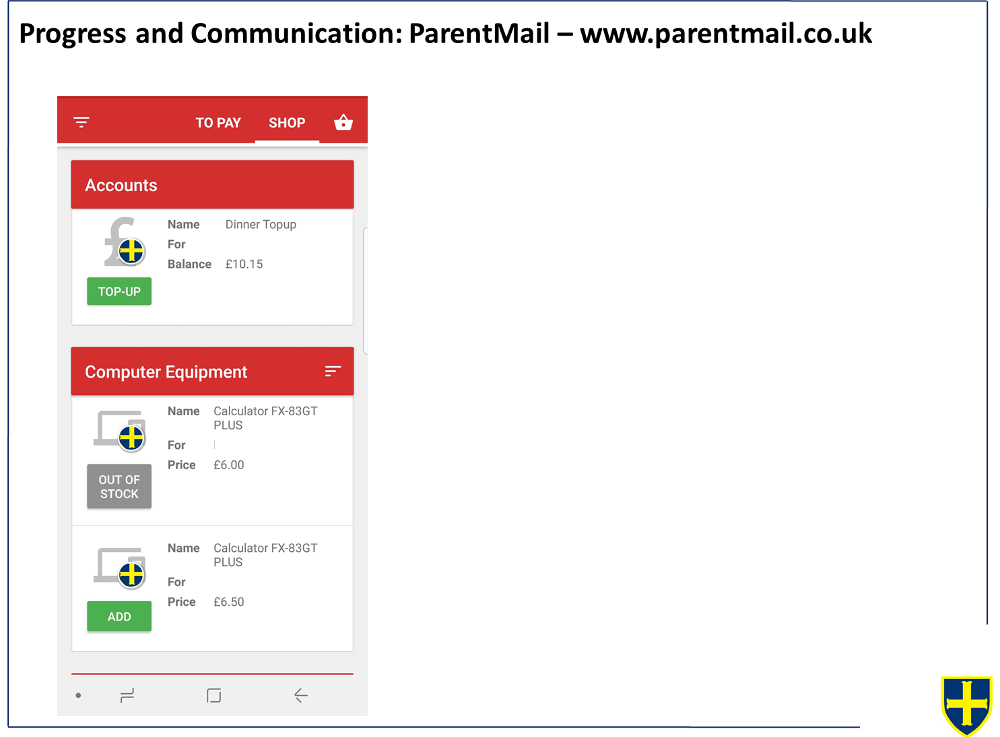 Progress and Communication: ParentMail – www.parentmail.co.uk
TO PAY SHOP
Accounts
Name Dinner Topup
For
Balance £10.15
TOP-UP
Computer Equipment
Name Calculator FX-83GT
PLUS
For
Price £6.00
OUT OF
STOCK
Name Calculator FX-83GT
PLUS
For
Price £6.50
ADD